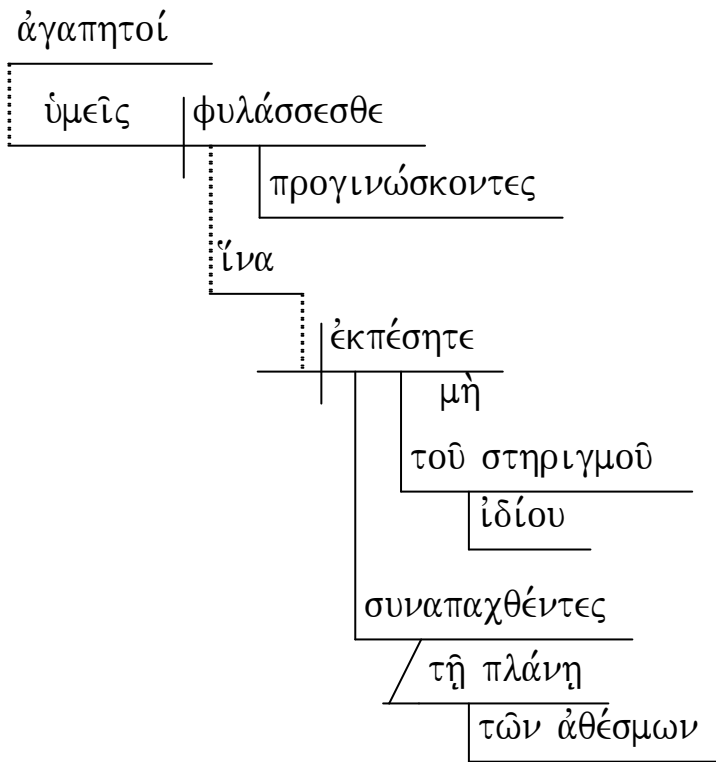 ἀγαπητοί
ὑμεῖς φυλάσσεσθε
προγινώσκοντες
ἵνα
ἐκπέσητε
μὴ
τοῦ στηριγμοῦ
ἰδίου
συναπαχθέντες
τῇ πλάνῃ
τῶν ἀθέσμων